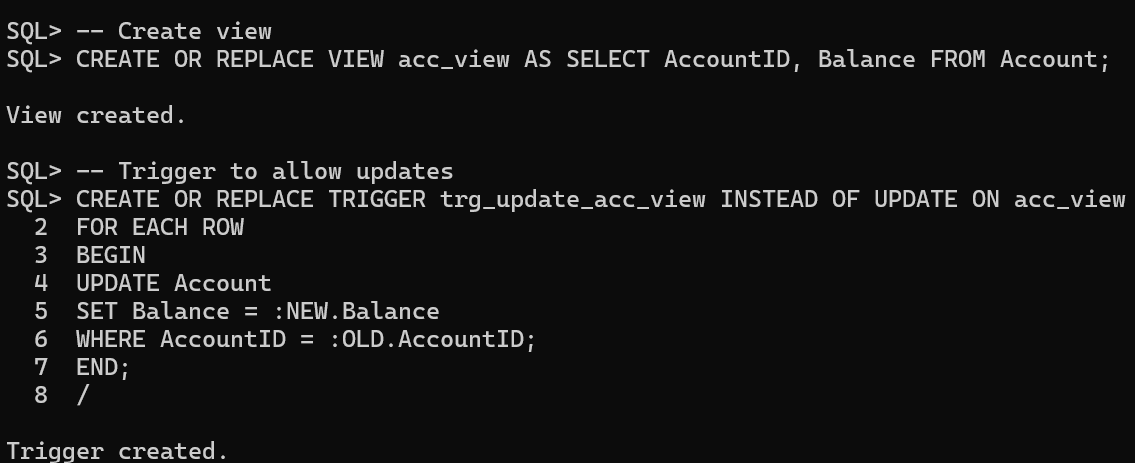 SQL> -- Create view
SQL> CREATE OR REPLACE VIEW acc_view AS SELECT AccountID, Balance FROM Account;
View created.
SQL> -- Trigger to allow updates
SQL> CREATE OR REPLACE TRIGGER trg_update_acc_view INSTEAD OF UPDATE ON acc_view
  2  FOR EACH ROW
  3  BEGIN
  4  UPDATE Account
  5  SET Balance = :NEW.Balance
  6  WHERE AccountID = :OLD.AccountID;
  7  END;
  8  /
Trigger created.